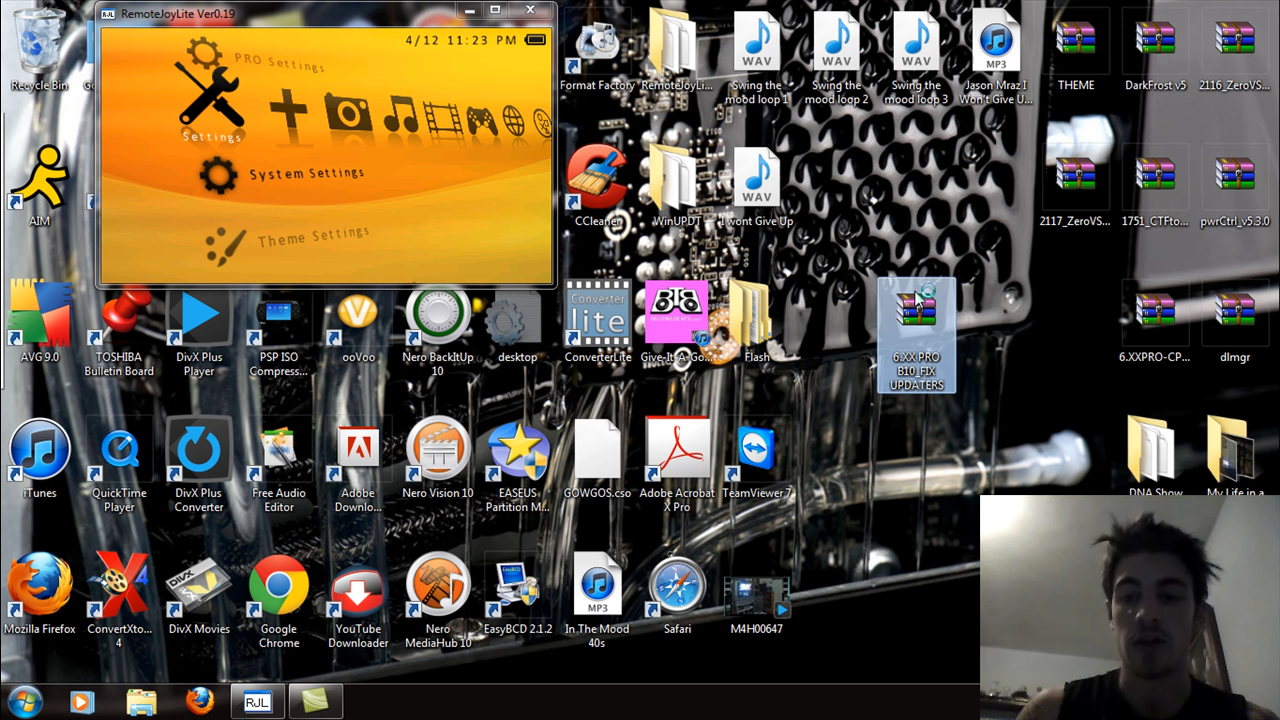 RJL RemoteJoyLite Ver0.19
4/12 11:23 PM
PRO Settings
Settings
System Settings
Theme Settings
Recycle Bin
Format Factory
RemoteJoyLi...
WAV
Swing the
mood loop 1
WAV
Swing the
mood loop 2
WAV
Swing the
mood loop 3
MP3
Jason Mraz I
Won't Give U...
THEME
DarkFrost v5
2116_ZeroVS...
AIM
CCleaner
WinUPDT
WAV
I wont Give Up
2117_ZeroVS...
1751_CTFto...
pwrCtrl_v5.3.0
AVG 9.0
TOSHIBA
Bulletin Board
DivX Plus
Player
PSP ISO
Compress...
ooVoo
Nero BackItUp
10
desktop
Converter
lite
ConverterLite
BTB
Give-It-A-Go...
Flash
6.XX PRO
B10_FIX
UPDATERS
6.XXPRO-CP...
dlmgr
iTunes
QuickTime
Player
DivX Plus
Converter
Free Audio
Editor
Adobe
Downlo...
Nero Vision 10
EASEUS
Partition M...
GOWGOS.cso
Adobe Acrobat
X Pro
TeamViewer 7
DNA Show
My Life in a
Mozilla Firefox
ConvertXto...
4
DivX Movies
Google
Chrome
YouTube
Downloader
Nero
MediaHub 10
EasyBCD 2.1.2
MP3
In The Mood
40s
Safari
M4H00647
RJL